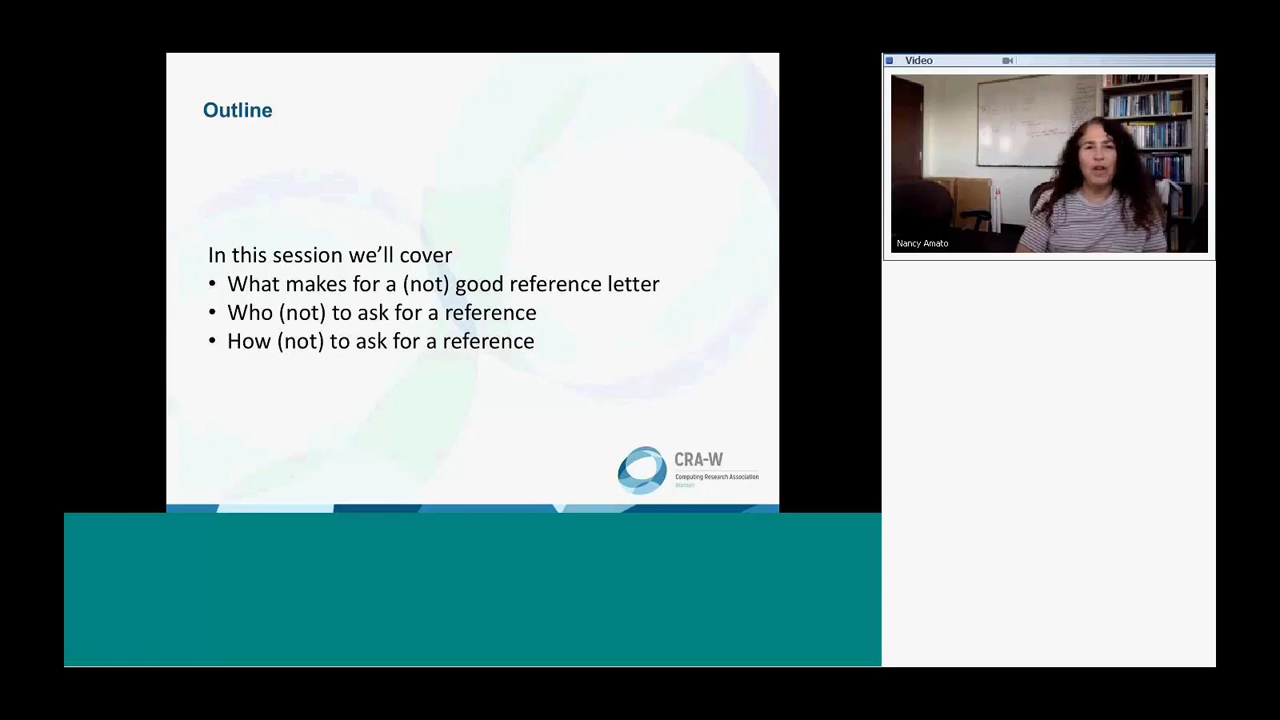 Outline
In this session we’ll cover
• What makes for a (not) good reference letter
• Who (not) to ask for a reference
• How (not) to ask for a reference
CRA-W
Computing Research Association
Women
Video
Nancy Amato